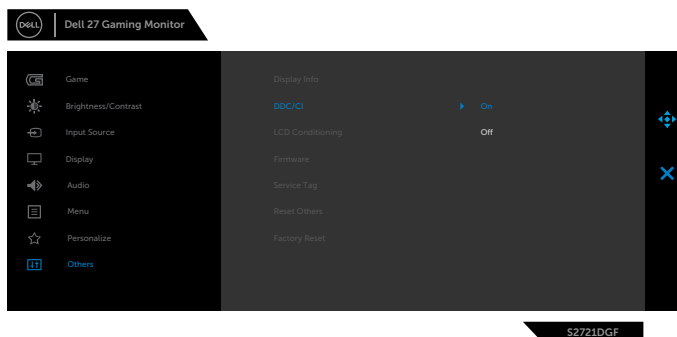 DELL Dell 27 Gaming Monitor
Game Display Info
Brightness/Contrast DDC/CI On
Input Source LCD Conditioning Off
Display Firmware
Audio Service Tag
Menu Reset Others
Personalize Factory Reset
Others
S2721DGF